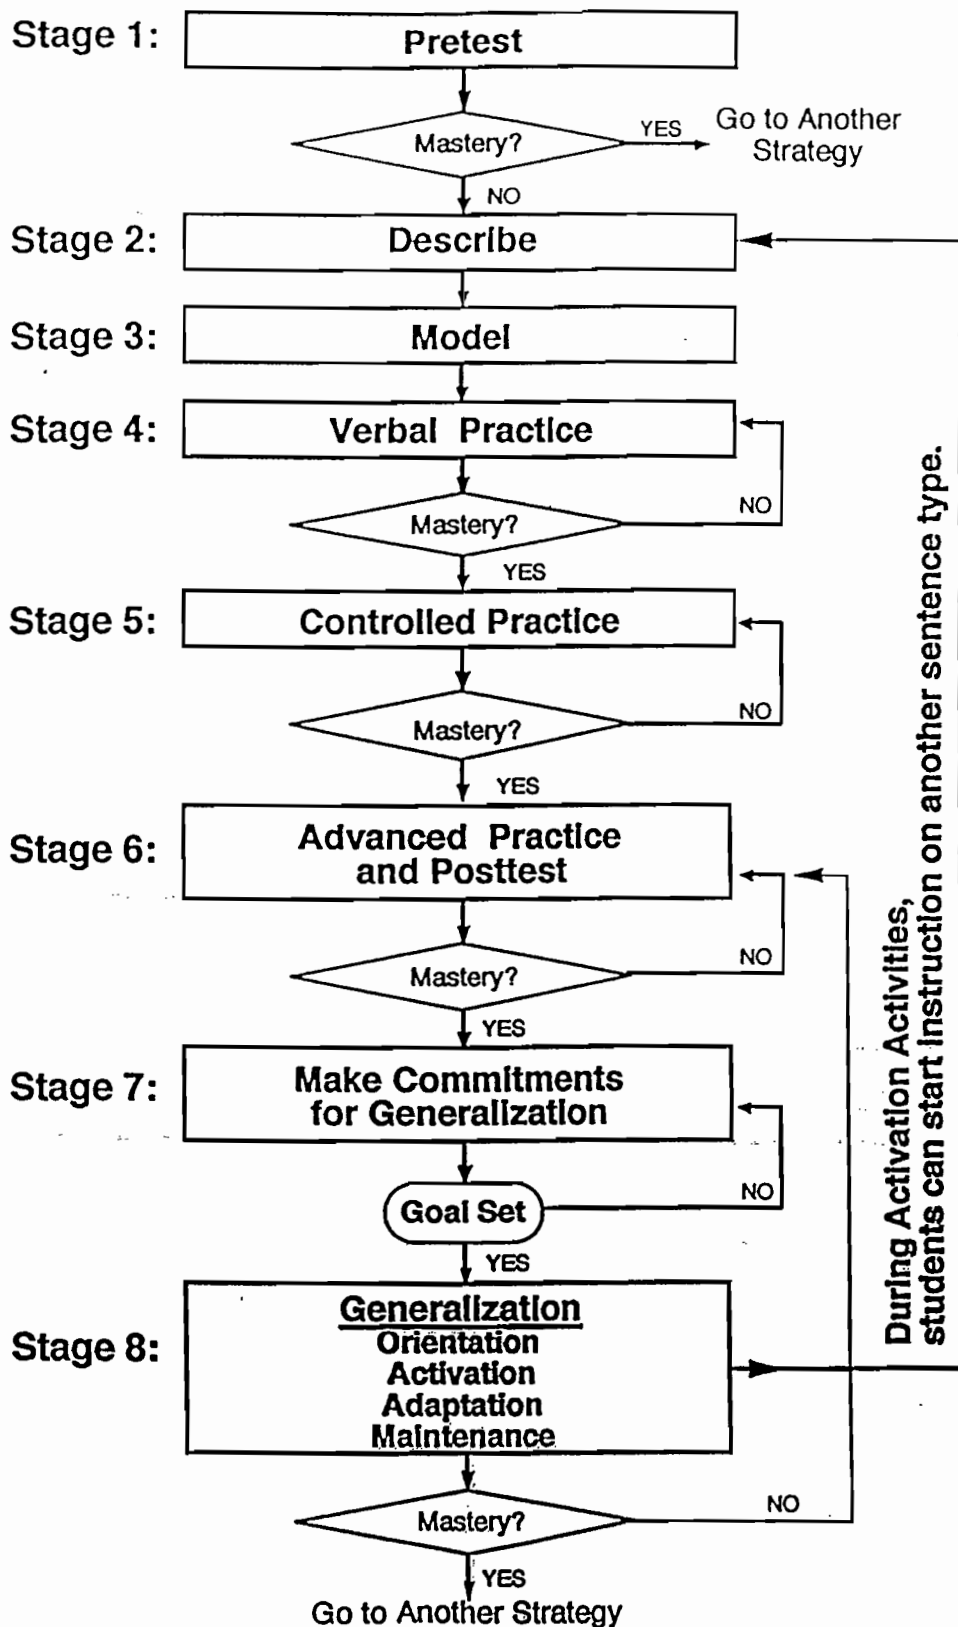 Stage 1:
Pretest
Mastery?
YES
Go to Another
Strategy
NO
Stage 2:
Describe
Stage 3:
Model
Stage 4:
Verbal Practice
NO
Mastery?
YES
Stage 5:
Controlled Practice
NO
Mastery?
YES
Stage 6:
Advanced Practice
and Posttest
NO
Mastery?
YES
Stage 7:
Make Commitments
for Generalization
NO
Goal Set
YES
Stage 8:
Generalization
Orientation
Activation
Adaptation
Maintenance
NO
Mastery?
YES
Go to Another Strategy
During Activation Activities,
students can start instruction on another sentence type.